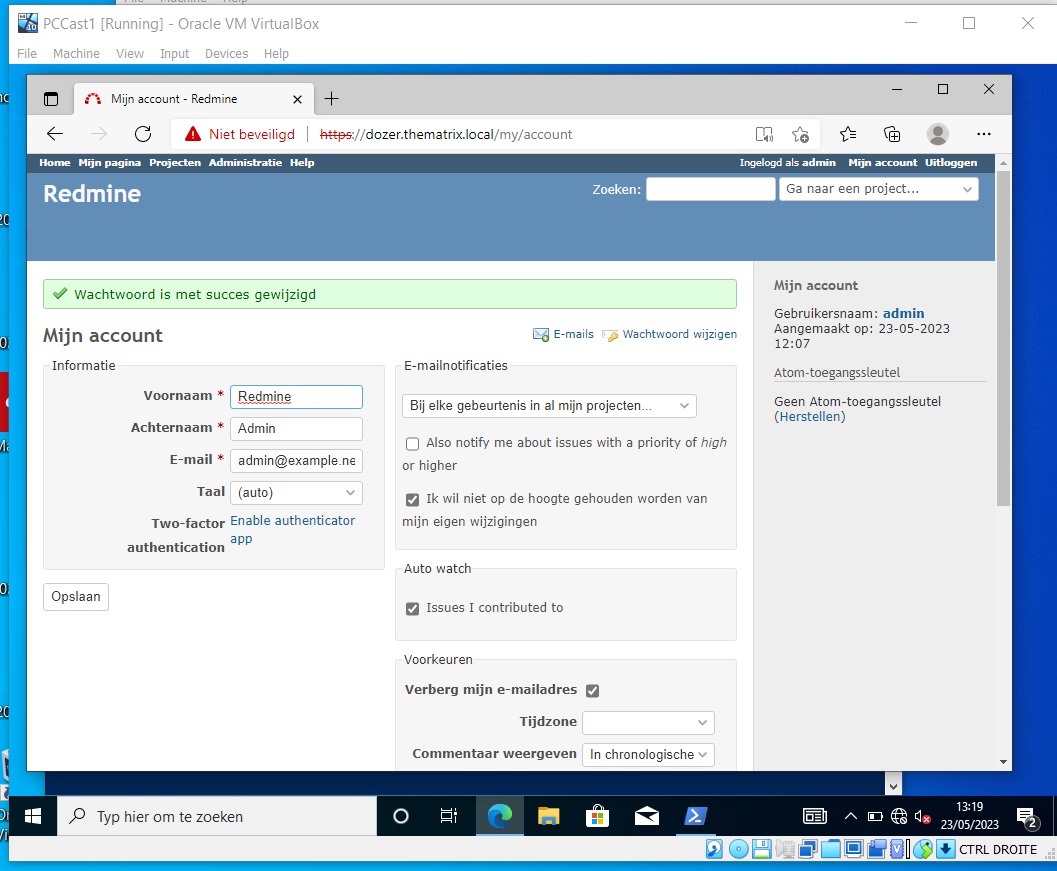 PCCast1 [Running] - Oracle VM VirtualBox
File Machine View Input Devices Help
Mijn account - Redmine
Niet beveiligd https://dozer.thematrix.local/my/account
Home Mijn pagina Projecten Administratie Help
Ingelogd als admin Mijn account Uitloggen
Redmine
Zoeken: Ga naar een project...
Wachtwoord is met succes gewijzigd
Mijn account
E-mails Wachtwoord wijzigen
Informatie
Voornaam * Redmine
Achternaam * Admin
E-mail * admin@example.ne
Taal (auto)
Two-factor authentication
Enable authenticator app
Opslaan
E-mailnotificaties
Bij elke gebeurtenis in al mijn projecten...
Also notify me about issues with a priority of high
or higher
Ik wil niet op de hoogte gehouden worden van
mijn eigen wijzigingen
Auto watch
Issues I contributed to
Voorkeuren
Verberg mijn e-mailadres
Tijdzone
Commentaar weergeven In chronologische
Mijn account
Gebruikersnaam: admin
Aangemaakt op: 23-05-2023
12:07
Atom-toegangssleutel
Geen Atom-toegangssleutel
(Herstellen)
Typ hier om te zoeken
13:19
23/05/2023
2
CTRL DROITE